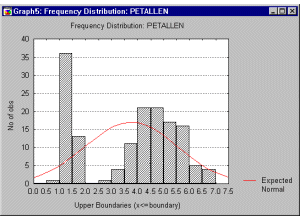 Graph5: Frequency Distribution: PETALLEN
Frequency Distribution: PETALLEN
No of obs
40
35
30
25
20
15
10
5
0
0.0 0.5 1.0 1.5 2.0 2.5 3.0 3.5 4.0 4.5 5.0 5.5 6.0 6.5 7.0 7.5
Upper Boundaries (x<=boundary)
Expected
Normal